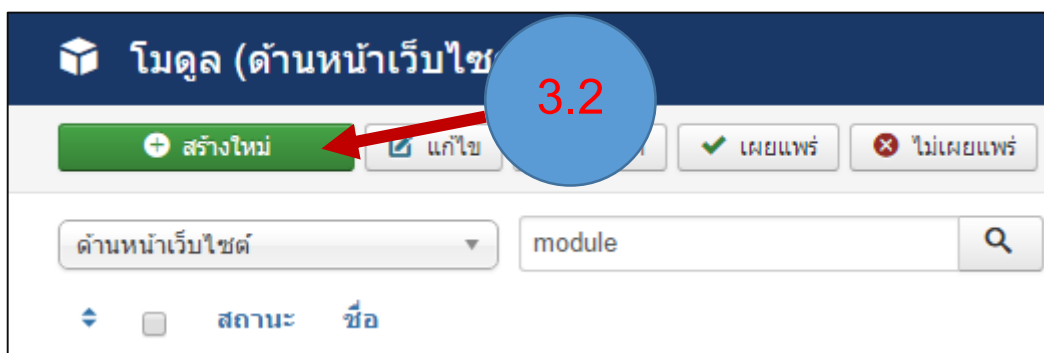 โมดูล (ด้านหน้าเว็บไซ
3.2
สร้างใหม่ แก้ไข เผยแพร่ ไม่เผยแพร่
ด้านหน้าเว็บไซต์ module
สถานะ ชื่อ